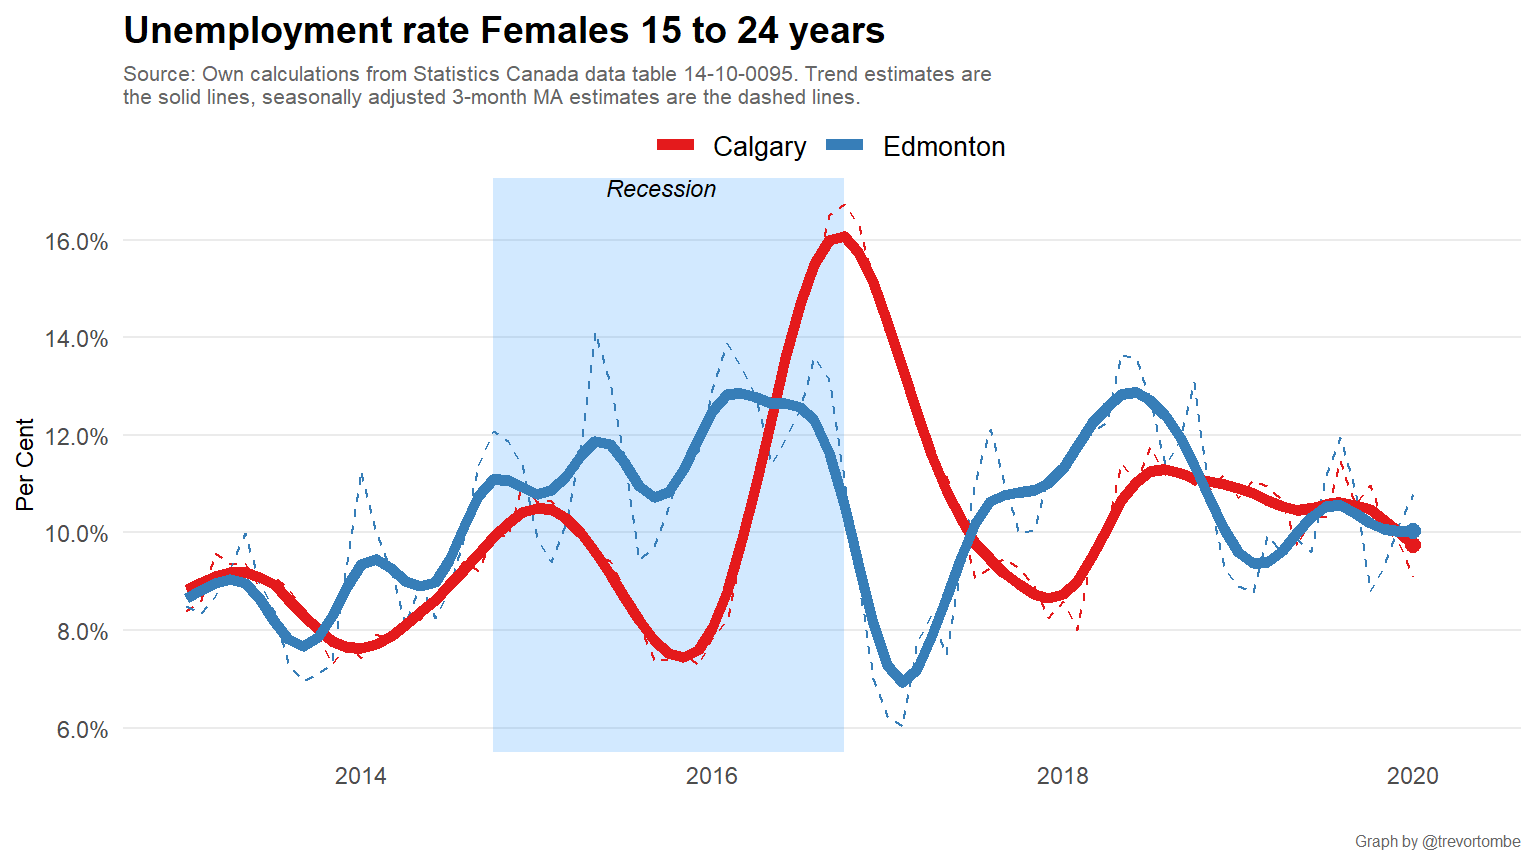 Unemployment rate Females 15 to 24 years
Source: Own calculations from Statistics Canada data table 14-10-0095. Trend estimates are
the solid lines, seasonally adjusted 3-month MA estimates are the dashed lines.
Calgary Edmonton
Recession
16.0%
14.0%
12.0%
10.0%
8.0%
6.0%
Per Cent
2014 2016 2018 2020
Graph by @trevortombe